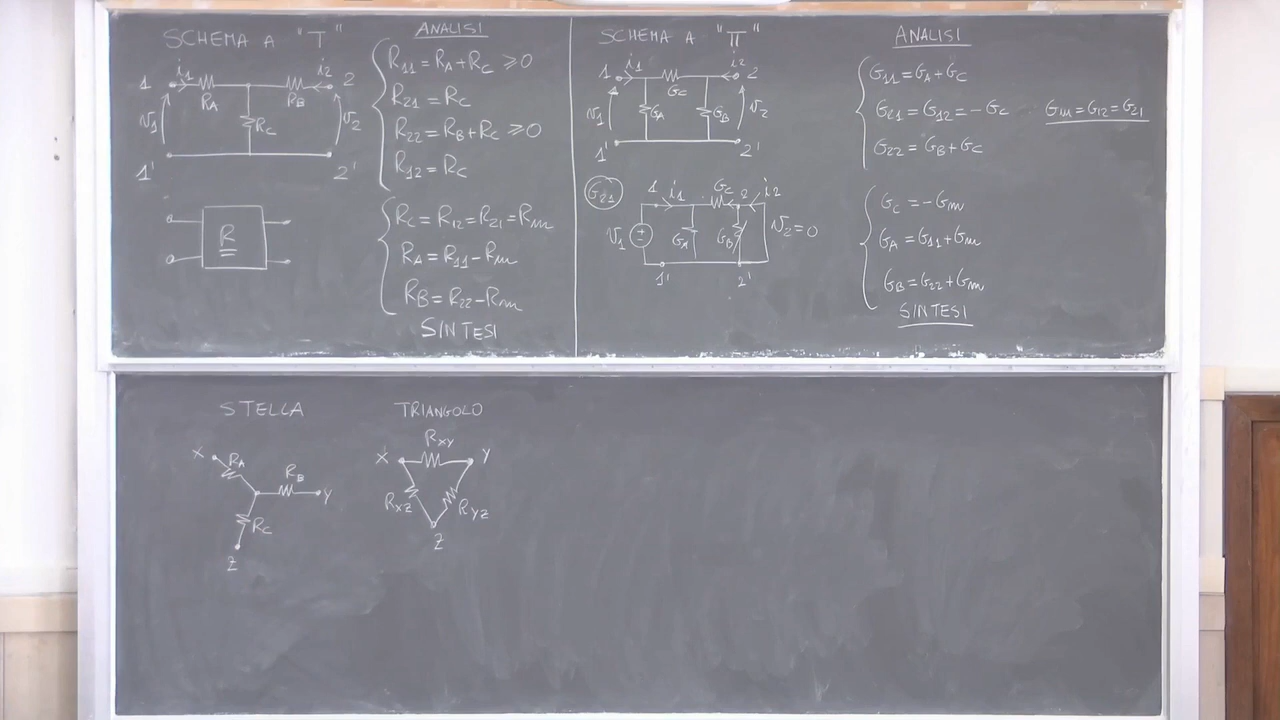 SCHEMA A "T"
1 i1 RA RB i2 2
v1 RC v2
1' 2'
R
ANALISI
R11 = RA + RC ⩾ 0
R21 = RC
R22 = RB + RC ⩾ 0
R12 = RC
RC = R12 = R21 = Rm
RA = R11 - Rm
RB = R22 - Rm
SINTESI
SCHEMA A "π"
1 i1 GC i2 2
v1 GA GB v2
1' 2'
G21
1 i1 GC 2 i2
v1 GA GB v2 = 0
1' 2'
ANALISI
G11 = GA + GC
G21 = G12 = -GC Gm = G12 = G21
G22 = GB + GC
GC = -Gm
GA = G11 + Gm
GB = G22 + Gm
SINTESI
STELLA
X RA RB Y
RC
Z
TRIANGOLO
RXY
X Y
RXZ RYZ
Z